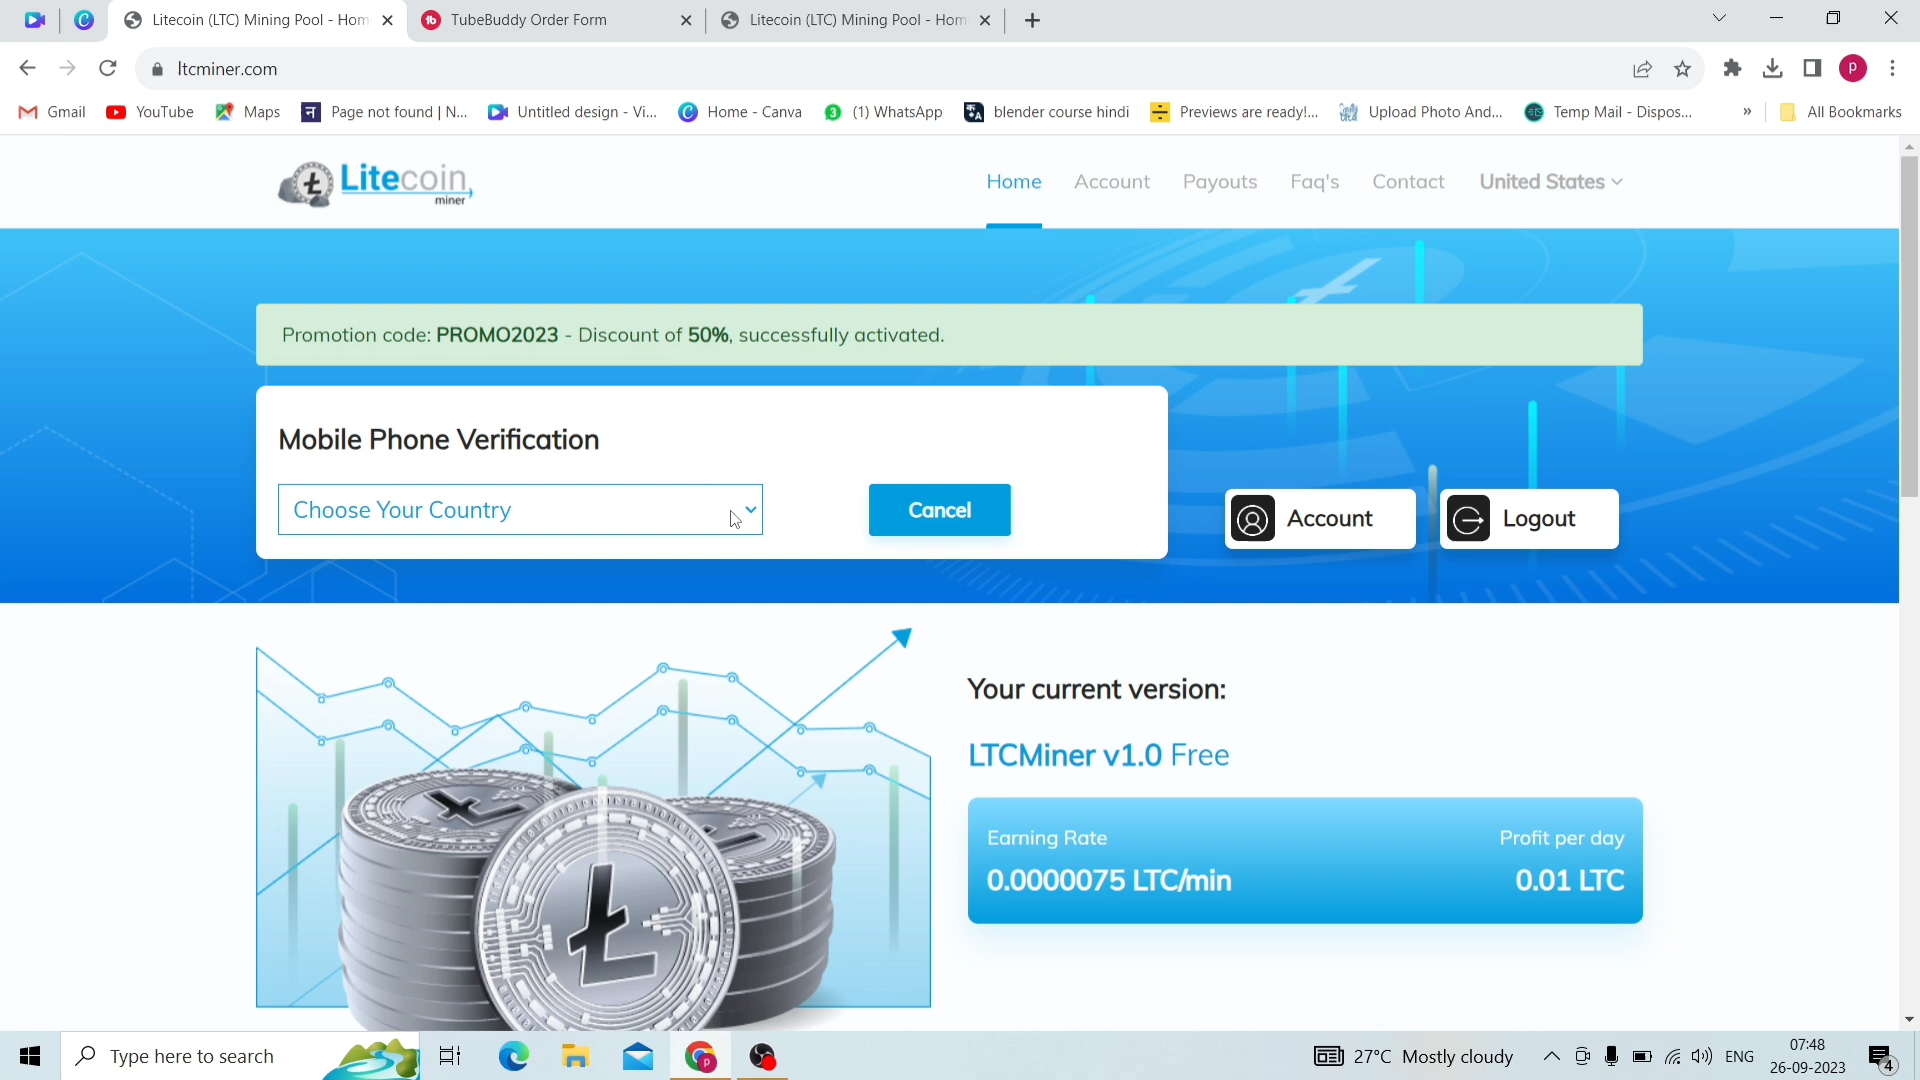 Litecoin (LTC) Mining Pool - Hom
TubeBuddy Order Form
Litecoin (LTC) Mining Pool - Hom
ltcminer.com
P
Gmail
YouTube
Maps
Page not found | N...
Untitled design - Vi...
Home - Canva
(1) WhatsApp
blender course hindi
Previews are ready!...
Upload Photo And...
Temp Mail - Dispos...
»
All Bookmarks
Litecoin
miner
Home
Account
Payouts
Faq's
Contact
United States
Promotion code: PROMO2023 - Discount of 50%, successfully activated.
Mobile Phone Verification
Choose Your Country
Cancel
Account
Logout
Your current version:
LTCMiner v1.0 Free
Earning Rate
Profit per day
0.0000075 LTC/min
0.01 LTC
Type here to search
27°C Mostly cloudy
ENG
07:48
26-09-2023
4